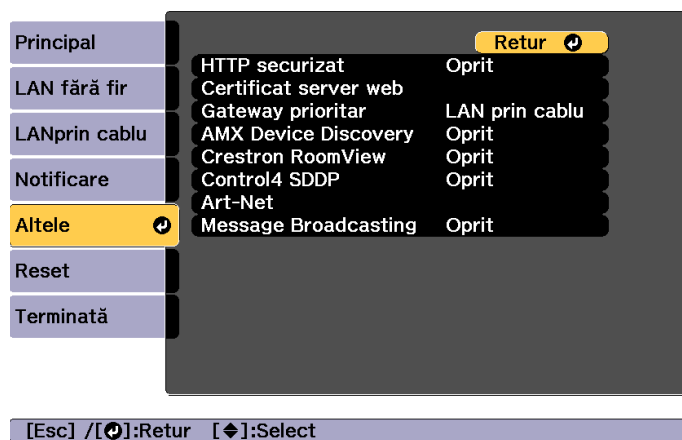 Principal
LAN fără fir
LANprin cablu
Notificare
Altele
Reset
Terminată
Retur
HTTP securizat Oprit
Certificat server web
Gateway prioritar LAN prin cablu
AMX Device Discovery Oprit
Crestron RoomView Oprit
Control4 SDDP Oprit
Art-Net
Message Broadcasting Oprit
[Esc] /[⏎]:Retur [◆]:Select